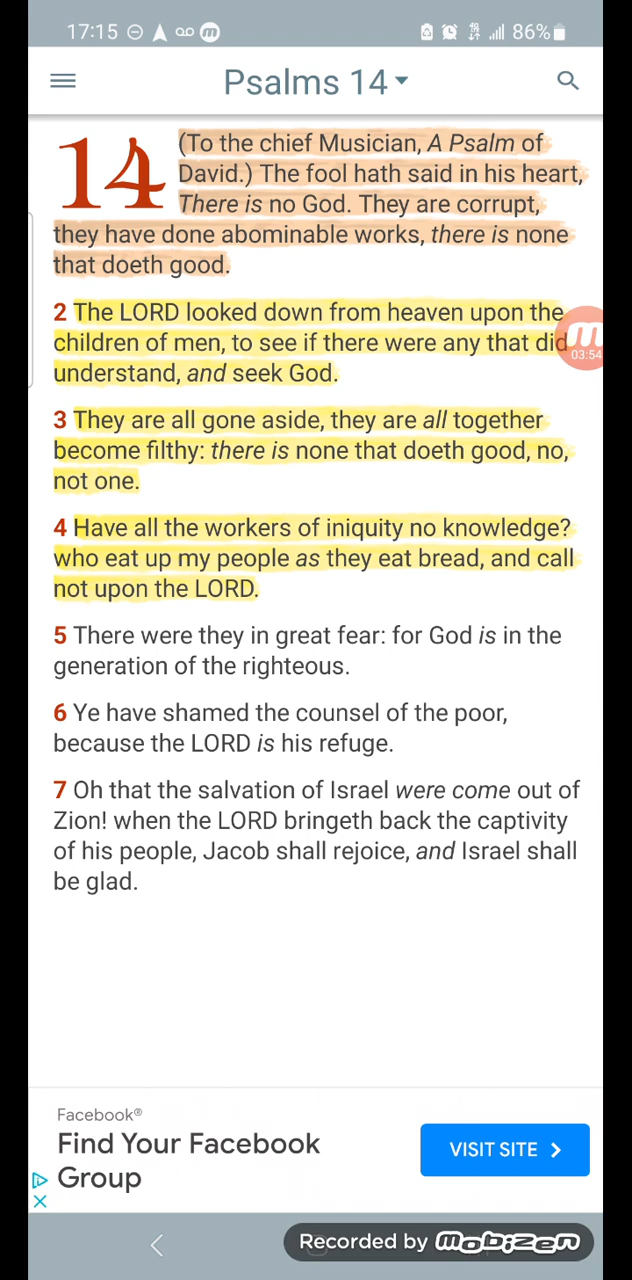 17:15 86%
Psalms 14
14 (To the chief Musician, A Psalm of
David.) The fool hath said in his heart,
There is no God. They are corrupt,
they have done abominable works, there is none
that doeth good.
2 The LORD looked down from heaven upon the
children of men, to see if there were any that did
understand, and seek God.
03:54
3 They are all gone aside, they are all together
become filthy: there is none that doeth good, no,
not one.
4 Have all the workers of iniquity no knowledge?
who eat up my people as they eat bread, and call
not upon the LORD.
5 There were they in great fear: for God is in the
generation of the righteous.
6 Ye have shamed the counsel of the poor,
because the LORD is his refuge.
7 Oh that the salvation of Israel were come out of
Zion! when the LORD bringeth back the captivity
of his people, Jacob shall rejoice, and Israel shall
be glad.
Facebook®
Find Your Facebook
Group
VISIT SITE
Recorded by mobizen